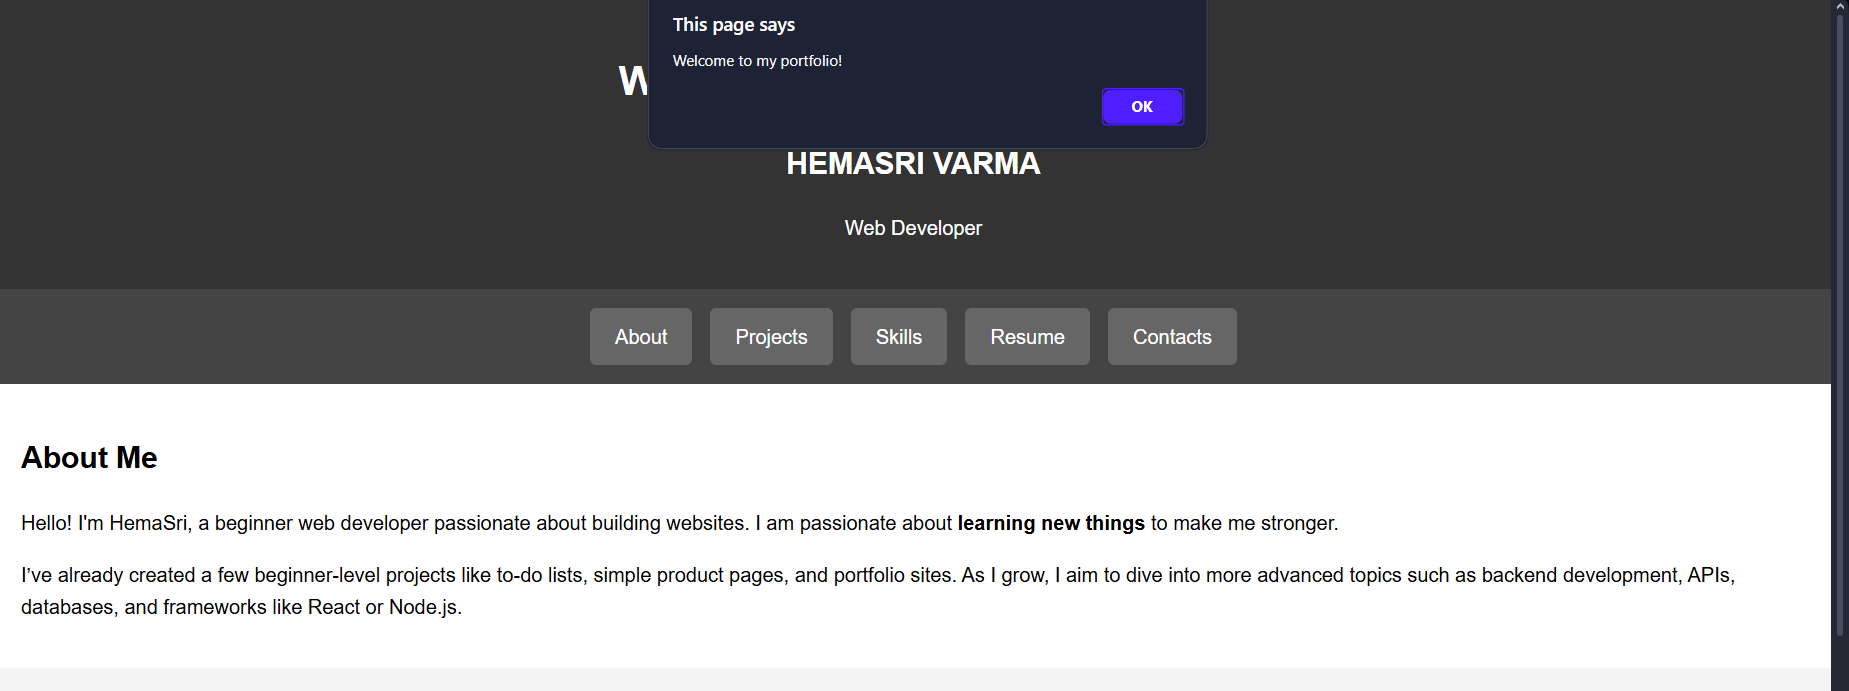 This page says
Welcome to my portfolio!
OK
HEMASRI VARMA
Web Developer
About Projects Skills Resume Contacts
About Me
Hello! I'm HemaSri, a beginner web developer passionate about building websites. I am passionate about learning new things to make me stronger.
I’ve already created a few beginner-level projects like to-do lists, simple product pages, and portfolio sites. As I grow, I aim to dive into more advanced topics such as backend development, APIs,
databases, and frameworks like React or Node.js.